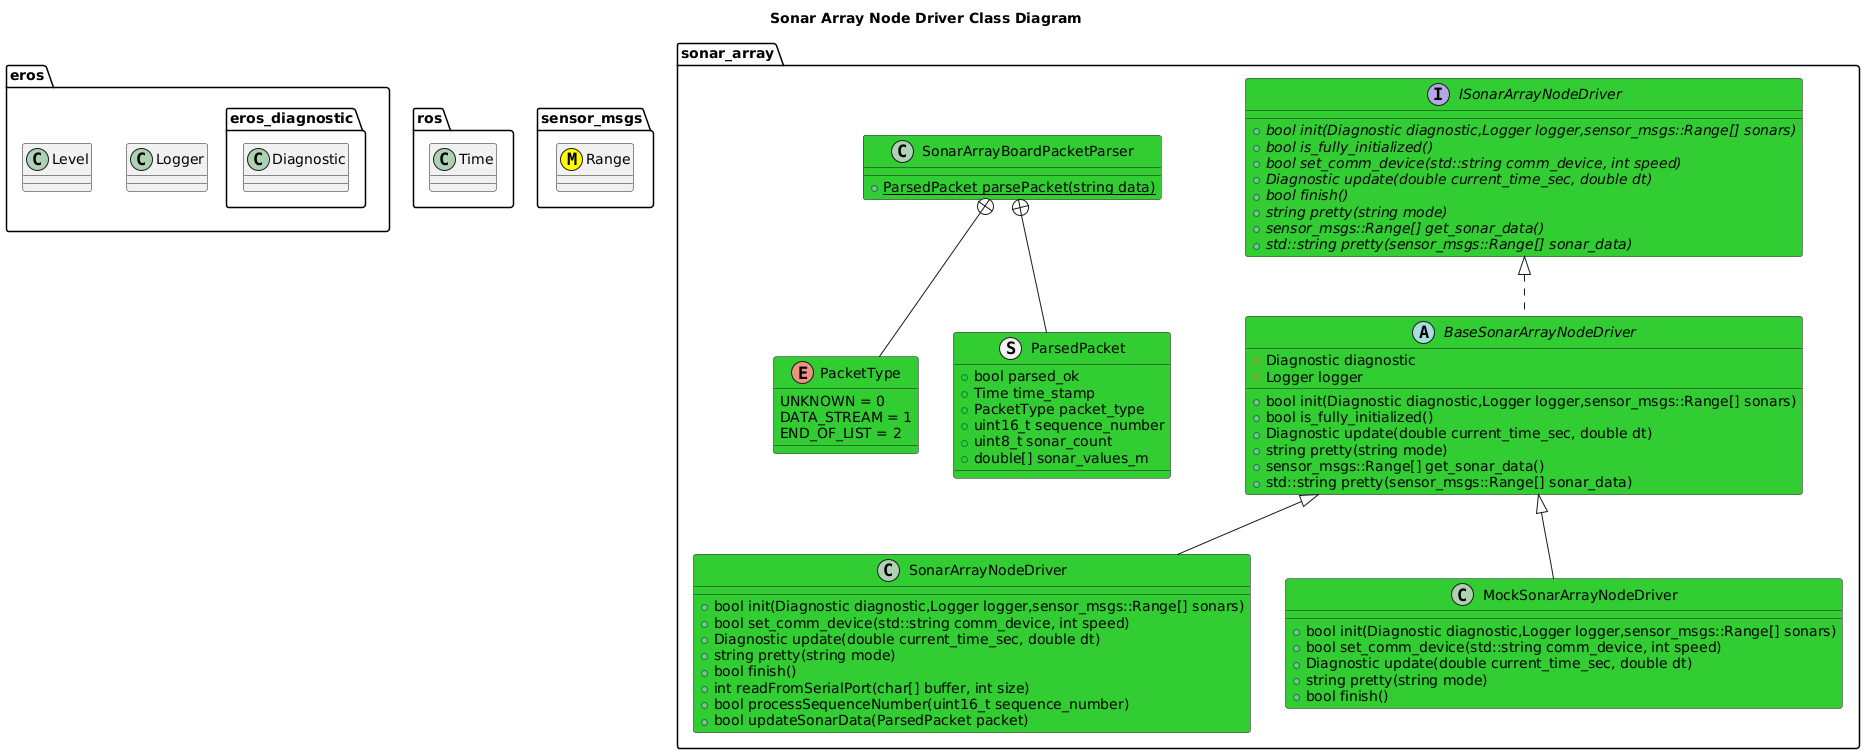 Sonar Array Node Driver Class Diagram
eros
C Level
C Logger
eros_diagnostic
C Diagnostic
ros
C Time
sensor_msgs
M Range
sonar_array
C SonarArrayBoardPacketParser
ParsedPacket parsePacket(string data)
I ISonarArrayNodeDriver
bool init(Diagnostic diagnostic,Logger logger,sensor_msgs::Range[] sonars)
bool is_fully_initialized()
bool set_comm_device(std::string comm_device, int speed)
Diagnostic update(double current_time_sec, double dt)
bool finish()
string pretty(string mode)
sensor_msgs::Range[] get_sonar_data()
std::string pretty(sensor_msgs::Range[] sonar_data)
E PacketType
UNKNOWN = 0
DATA_STREAM = 1
END_OF_LIST = 2
S ParsedPacket
bool parsed_ok
Time time_stamp
PacketType packet_type
uint16_t sequence_number
uint8_t sonar_count
double[] sonar_values_m
A BaseSonarArrayNodeDriver
Diagnostic diagnostic
Logger logger
bool init(Diagnostic diagnostic,Logger logger,sensor_msgs::Range[] sonars)
bool is_fully_initialized()
Diagnostic update(double current_time_sec, double dt)
string pretty(string mode)
sensor_msgs::Range[] get_sonar_data()
std::string pretty(sensor_msgs::Range[] sonar_data)
C SonarArrayNodeDriver
bool init(Diagnostic diagnostic,Logger logger,sensor_msgs::Range[] sonars)
bool set_comm_device(std::string comm_device, int speed)
Diagnostic update(double current_time_sec, double dt)
string pretty(string mode)
bool finish()
int readFromSerialPort(char[] buffer, int size)
bool processSequenceNumber(uint16_t sequence_number)
bool updateSonarData(ParsedPacket packet)
C MockSonarArrayNodeDriver
bool init(Diagnostic diagnostic,Logger logger,sensor_msgs::Range[] sonars)
bool set_comm_device(std::string comm_device, int speed)
Diagnostic update(double current_time_sec, double dt)
string pretty(string mode)
bool finish()